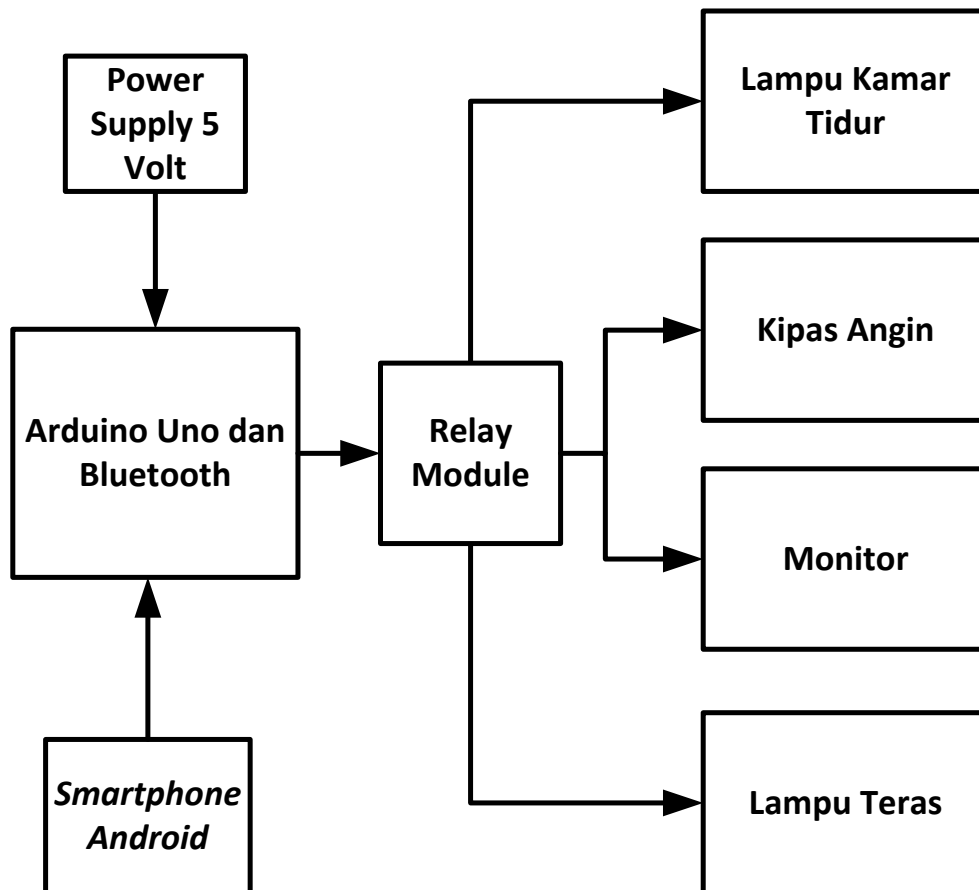 Power
Supply 5
Volt
Lampu Kamar
Tidur
Kipas Angin
Arduino Uno dan
Bluetooth
Relay
Module
Monitor
Smartphone
Android
Lampu Teras